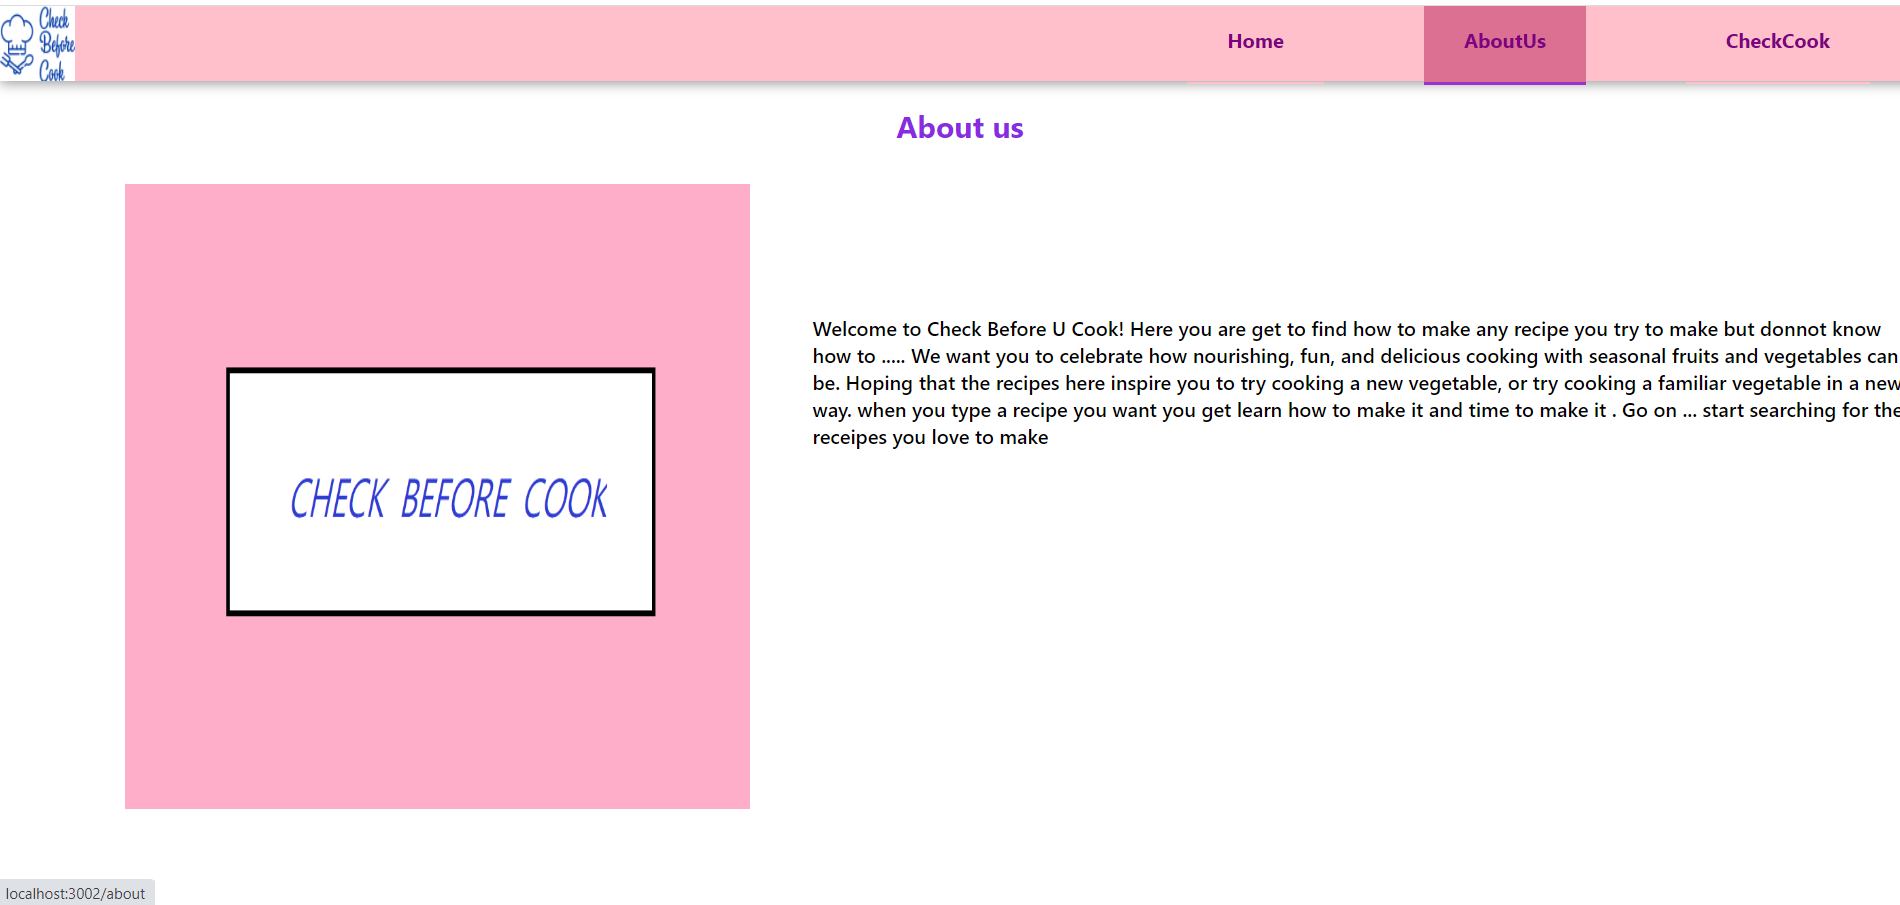 Check
Before
Cook
Home
AboutUs
CheckCook
About us
CHECK BEFORE COOK
Welcome to Check Before U Cook! Here you are get to find how to make any recipe you try to make but donnot know
how to ..... We want you to celebrate how nourishing, fun, and delicious cooking with seasonal fruits and vegetables can
be. Hoping that the recipes here inspire you to try cooking a new vegetable, or try cooking a familiar vegetable in a new
way. when you type a recipe you want you get learn how to make it and time to make it . Go on ... start searching for the
receipes you love to make
localhost:3002/about